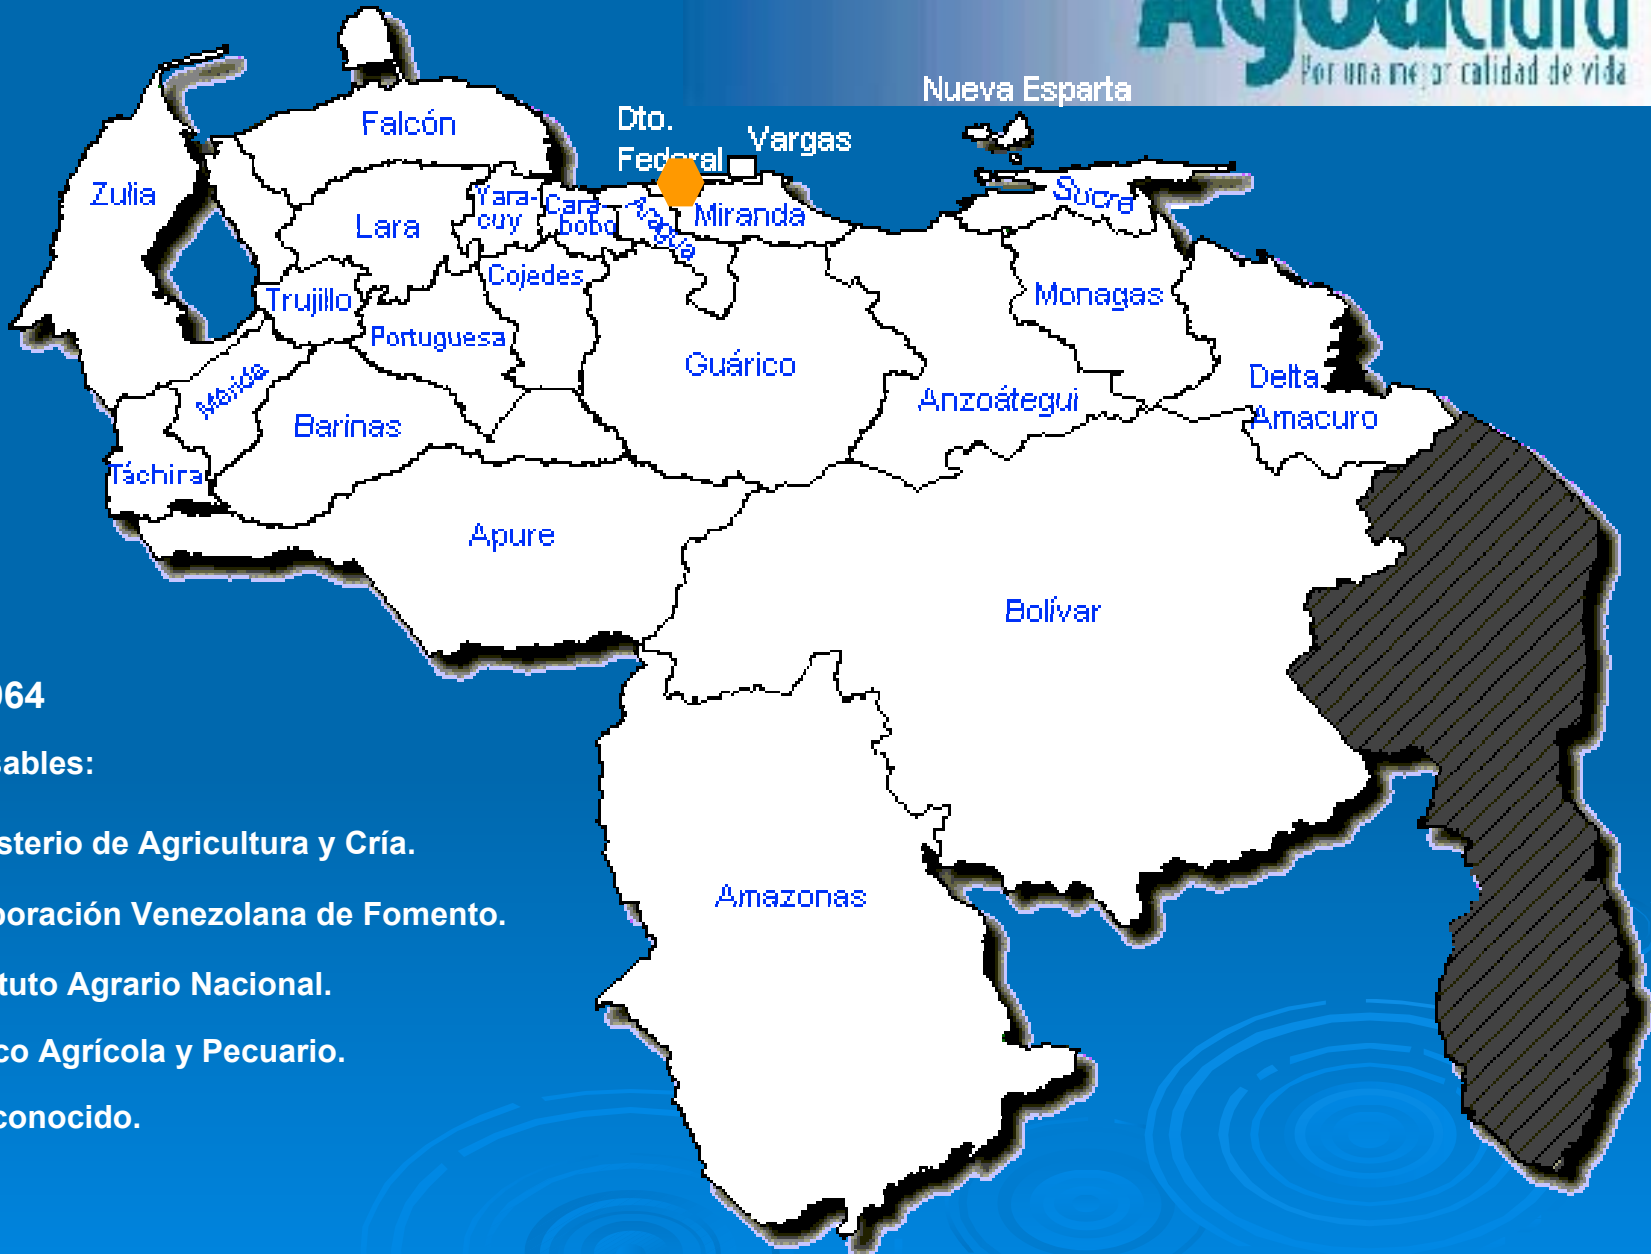 AguaClara
Por una mejor calidad de vida
Nueva Esparta
Dto.
Federal
Vargas
Falcón
Zulia
Lara
Yara-
cuy
Cara-
bobo
Aragua
Miranda
Sucre
Cojedes
Trujillo
Portuguesa
Monagas
Guárico
Mérida
Barinas
Anzoátegui
Delta
Amacuro
Táchira
Apure
Bolívar
Amazonas
964
sables:
sterio de Agricultura y Cría.
poración Venezolana de Fomento.
tuto Agrario Nacional.
co Agrícola y Pecuario.
conocido.